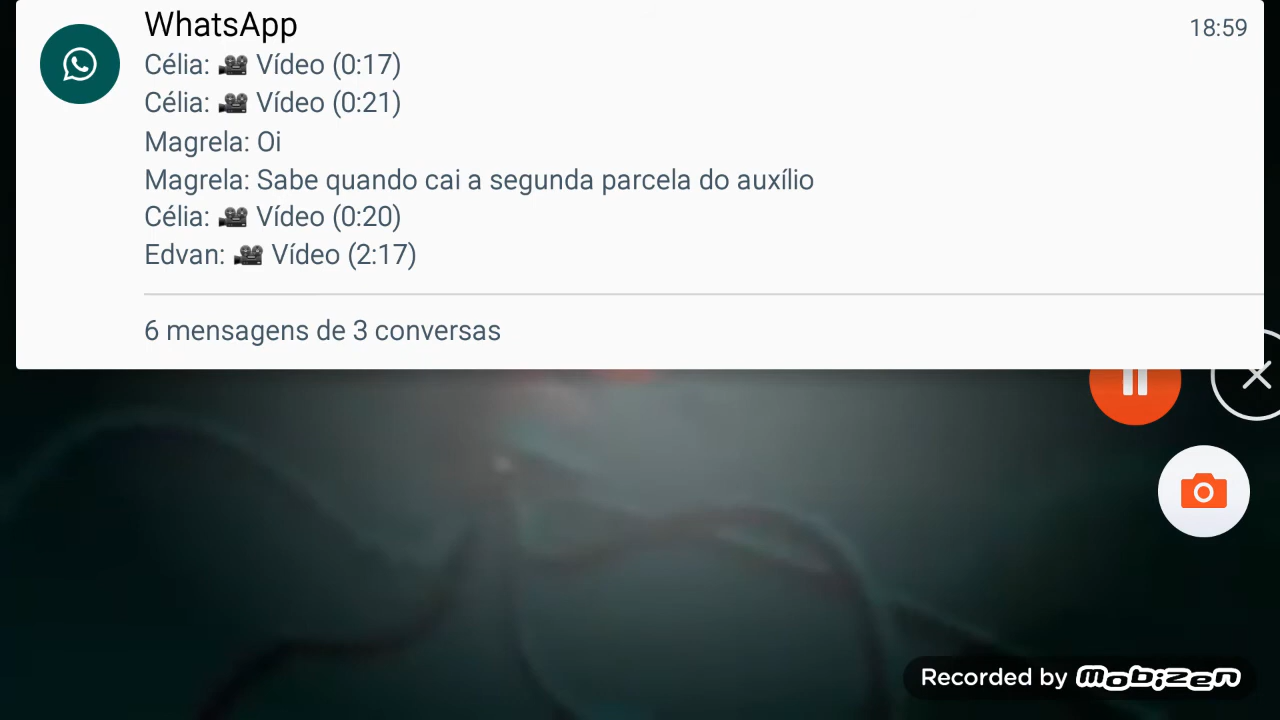 WhatsApp 18:59
Célia: 🎥 Vídeo (0:17)
Célia: 🎥 Vídeo (0:21)
Magrela: Oi
Magrela: Sabe quando cai a segunda parcela do auxílio
Célia: 🎥 Vídeo (0:20)
Edvan: 🎥 Vídeo (2:17)
6 mensagens de 3 conversas
Recorded by mobizen